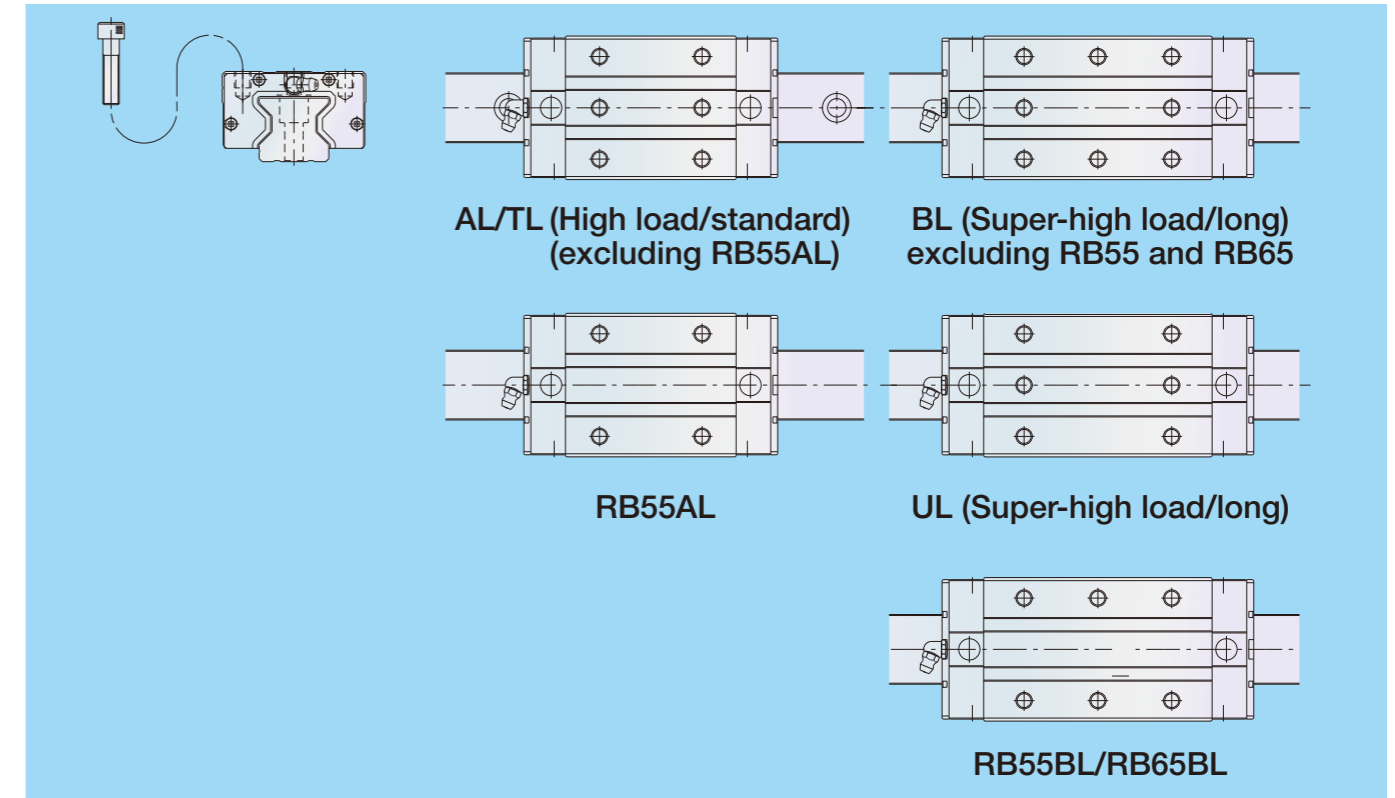 AL/TL (High load/standard)
(excluding RB55AL)
BL (Super-high load/long)
excluding RB55 and RB65
RB55AL
UL (Super-high load/long)
RB55BL/RB65BL